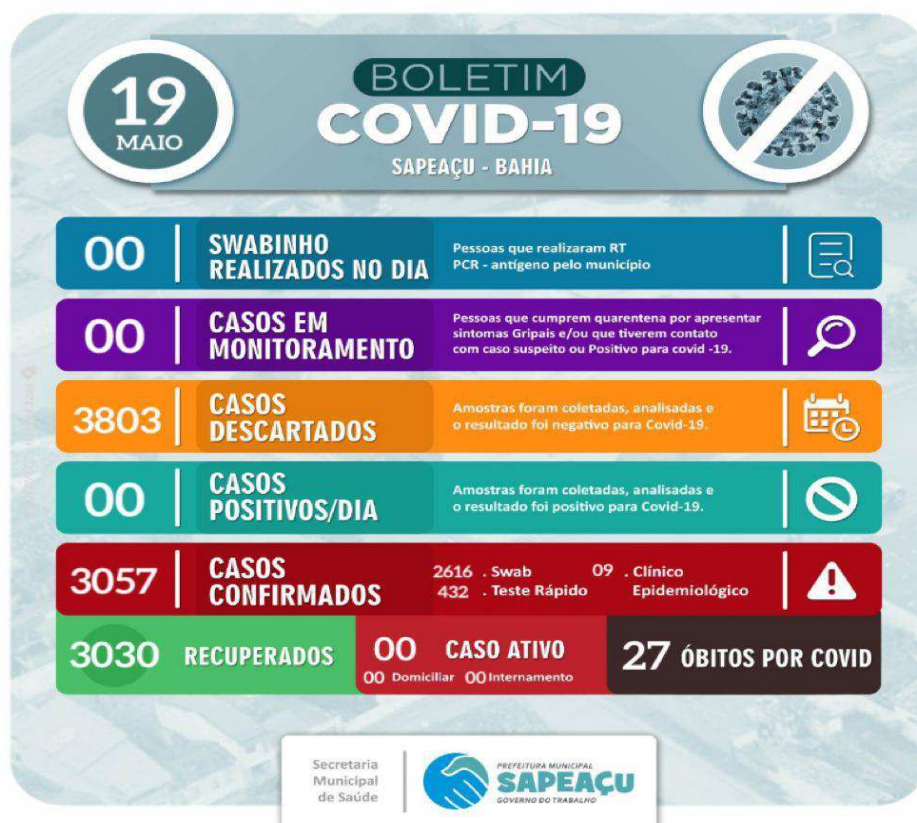 19
MAIO
BOLETIM
COVID-19
SAPEAÇU - BAHIA
00
SWABINHO
REALIZADOS NO DIA
Pessoas que realizaram RT
PCR - antígeno pelo município
00
CASOS EM
MONITORAMENTO
Pessoas que cumprem quarentena por apresentar
sintomas Gripais e/ou que tiverem contato
com caso suspeito ou Positivo para covid -19.
3803
CASOS
DESCARTADOS
Amostras foram coletadas, analisadas e
o resultado foi negativo para Covid-19.
00
CASOS
POSITIVOS/DIA
Amostras foram coletadas, analisadas e
o resultado foi positivo para Covid-19.
3057
CASOS
CONFIRMADOS
2616 . Swab
432 . Teste Rápido
09 . Clínico
Epidemiológico
3030 RECUPERADOS
00 CASO ATIVO
00 Domiciliar 00 Internamento
27 ÓBITOS POR COVID
Secretaria
Municipal
de Saúde
PREFEITURA MUNICIPAL
SAPEAÇU
GOVERNO DO TRABALHO